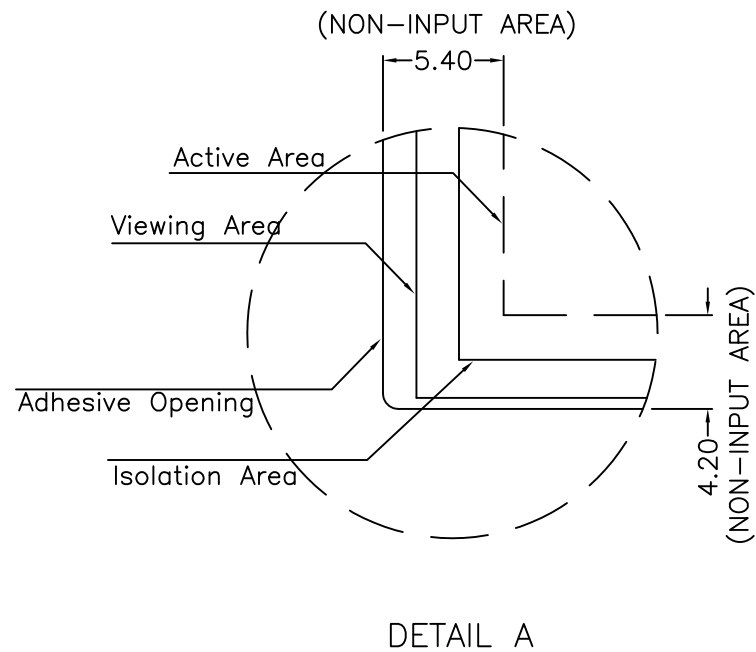 (NON-INPUT AREA)
5.40
Active Area
Viewing Area
Adhesive Opening
Isolation Area
4.20
(NON-INPUT AREA)
DETAIL A